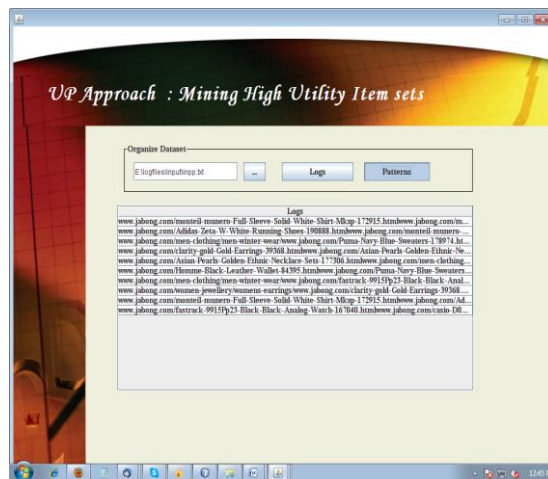 UP Approach : Mining High Utility Item sets
Organize Dataset
E:\logfiles\input\npp.txt
...
Logs
Patterns
Logs
www.jabong.com/monteil-munero-Full-Sleeve-Solid-White-Shirt-Mksp-172915.htmlwww.jabong.com/m...
www.jabong.com/Adidas-Zeta-W-White-Running-Shoes-190888.htmlwww.jabong.com/monteil-munero-...
www.jabong.com/men-clothing/men-winter-wear/www.jabong.com/Puma-Navy-Blue-Sweaters-178974.ht...
www.jabong.com/clarity-gold-Gold-Earrings-39368.htmlwww.jabong.com/Asian-Pearls-Golden-Ethnic-Ne...
www.jabong.com/Asian-Pearls-Golden-Ethnic-Necklace-Sets-177306.htmlwww.jabong.com/men-clothing...
www.jabong.com/Homme-Black-Leather-Wallet-84395.htmlwww.jabong.com/Puma-Navy-Blue-Sweaters...
www.jabong.com/men-clothing/men-winter-wear/www.jabong.com/fastrack-9915Pp23-Black-Black-Anal...
www.jabong.com/women-jewellery/womens-earrings/www.jabong.com/clarity-gold-Gold-Earrings-39368....
www.jabong.com/monteil-munero-Full-Sleeve-Solid-White-Shirt-Mksp-172915.htmlwww.jabong.com/Ad...
www.jabong.com/fastrack-9915Pp23-Black-Black-Analog-Watch-167040.htmlwww.jabong.com/casio-D0...